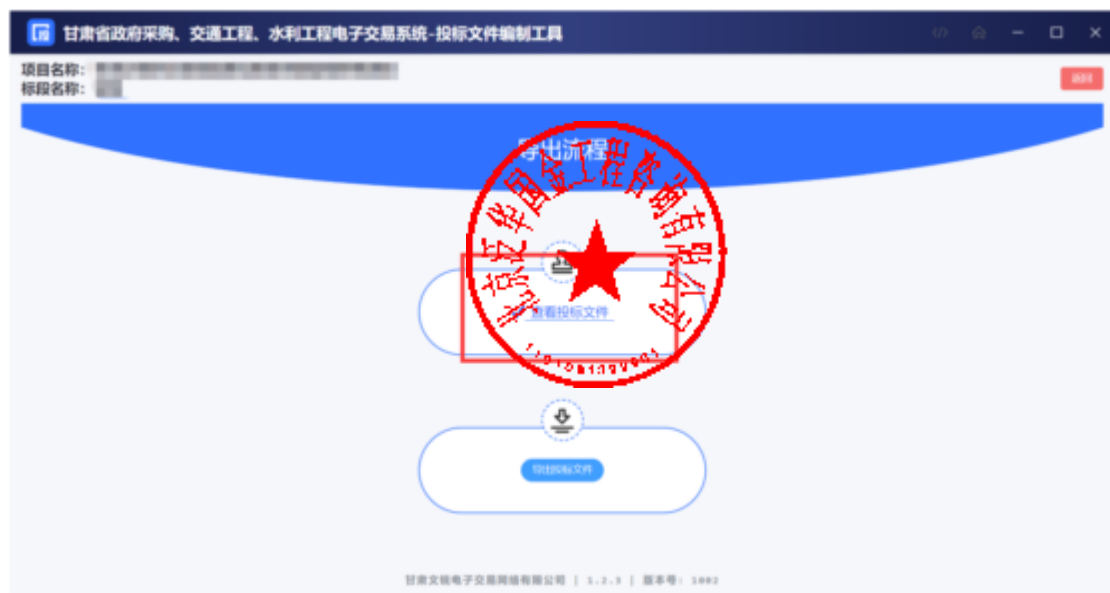 甘肃省政府采购、交通工程、水利工程电子交易系统-投标文件编制工具
项目名称:
标段名称:
返回
导出流程
查看投标文件
导出投标文件
甘肃文锐电子交易网络有限公司 | 1.2.3 | 版本号: 1002